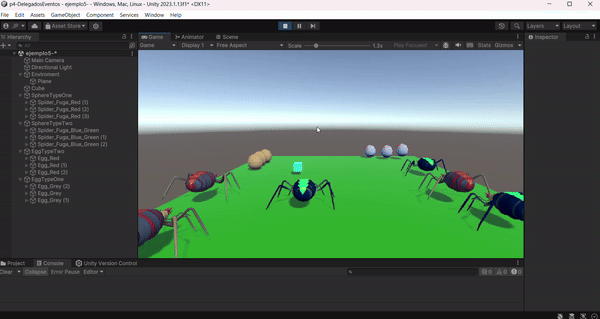 p4-DelegadosEventos - ejemplo5- - Windows, Mac, Linux - Unity 2023.1.13f1* <DX11>
File Edit Assets GameObject Component Services Window Help
JP Asset Store Layers Layout
Hierarchy Game Animator Scene Inspector
All Game Display 1 Free Aspect Scale 1.3x Play Focused Stats Gizmos
ejemplo5-*
Main Camera
Directional Light
Enviroment
Plane
Cube
SphereTypeOne
Spider_Fuga_Red (1)
Spider_Fuga_Red (2)
Spider_Fuga_Red (3)
SphereTypeTwo
Spider_Fuga_Blue_Green
Spider_Fuga_Blue_Green (1)
Spider_Fuga_Blue_Green (2)
EggTypeTwo
Egg_Red
Egg_Red (1)
Egg_Red (2)
EggTypeOne
Egg_Grey (2)
Egg_Grey
Egg_Grey (1)
Project Console Unity Version Control
Clear Collapse Error Pause Editor 0 0 0